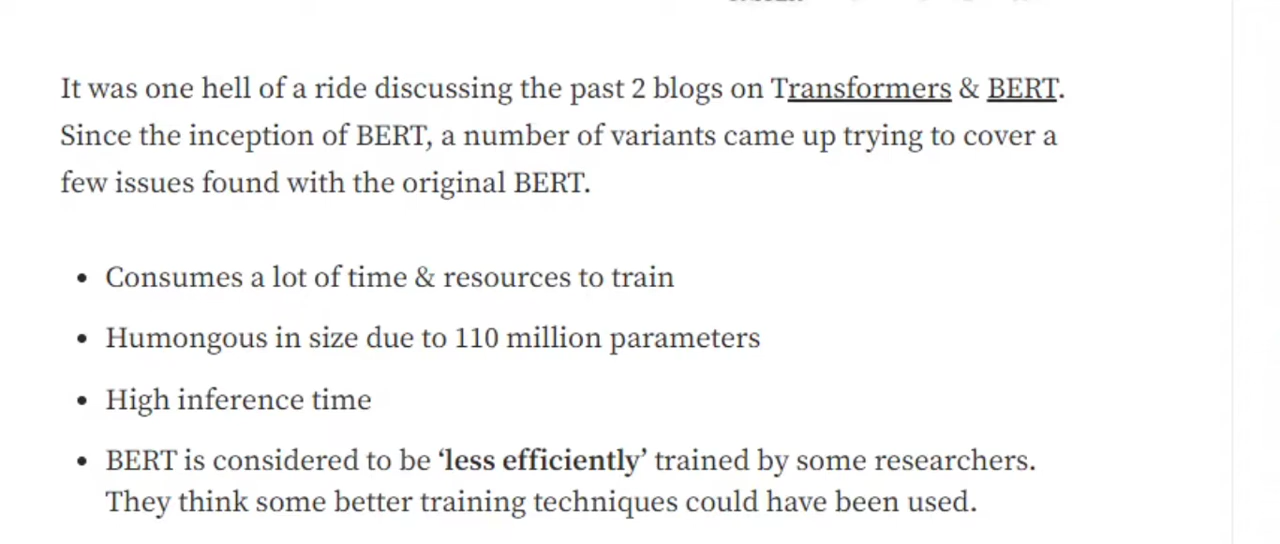 It was one hell of a ride discussing the past 2 blogs on Transformers & BERT.
Since the inception of BERT, a number of variants came up trying to cover a
few issues found with the original BERT.
• Consumes a lot of time & resources to train
• Humongous in size due to 110 million parameters
• High inference time
• BERT is considered to be ‘less efficiently’ trained by some researchers.
They think some better training techniques could have been used.